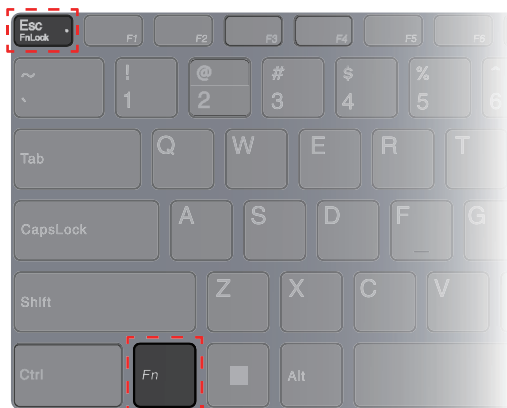 Esc
FnLock
F1
F2
F3
F4
F5
F6
~
`
!
1
@
2
#
3
$
4
%
5
^
6
Tab
Q
W
E
R
T
CapsLock
A
S
D
F
G
Shift
Z
X
C
V
Ctrl
Fn
Alt